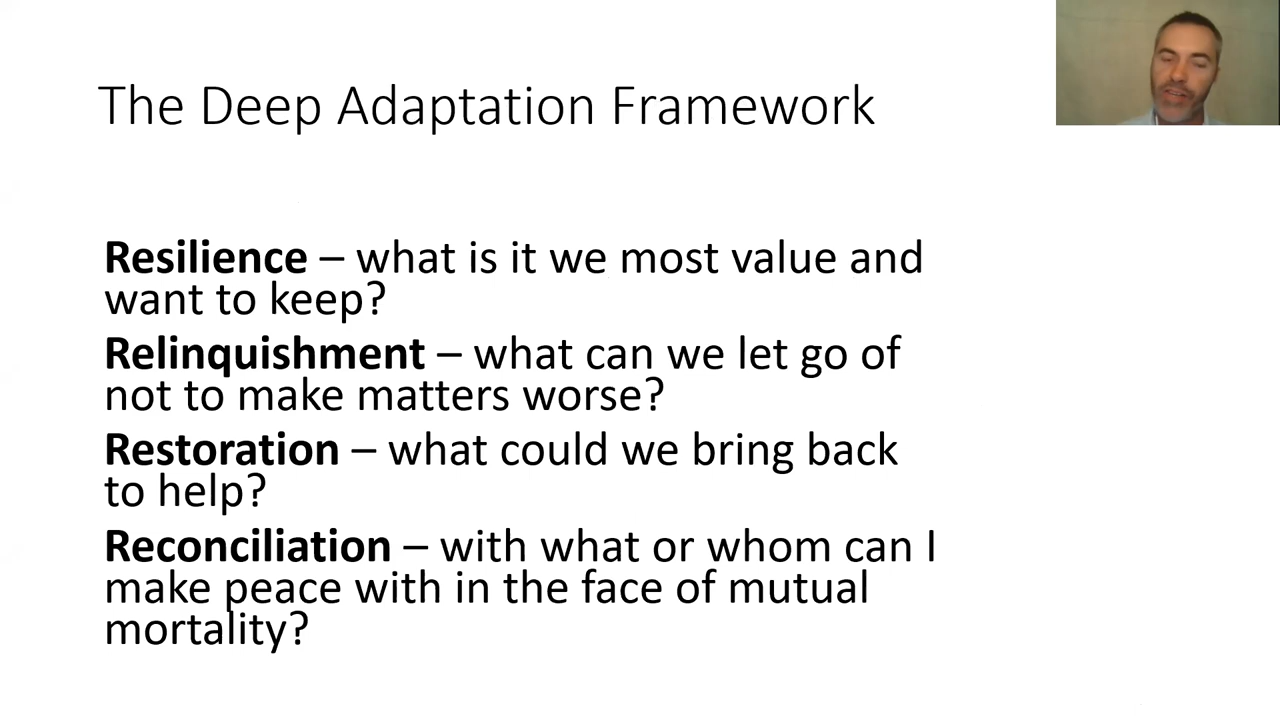 The Deep Adaptation Framework
Resilience – what is it we most value and
want to keep?
Relinquishment – what can we let go of
not to make matters worse?
Restoration – what could we bring back
to help?
Reconciliation – with what or whom can I
make peace with in the face of mutual
mortality?